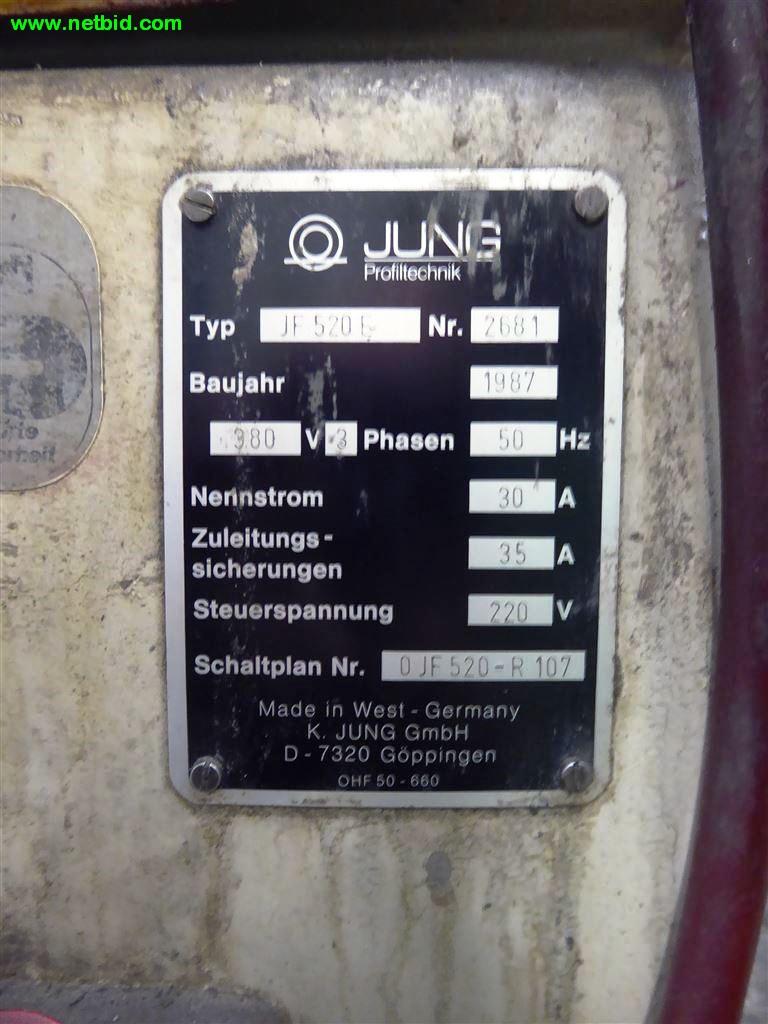 www.netbid.com
JUNG
Profiltechnik
Typ JF 520 E Nr. 2681
Baujahr 1987
380 V 3 Phasen 50 Hz
Nennstrom 30 A
Zuleitungs-
sicherungen 35 A
Steuerspannung 220 V
Schaltplan Nr. 0 JF 520-R 107
Made in West - Germany
K. JUNG GmbH
D - 7320 Göppingen
OHF 50 - 660